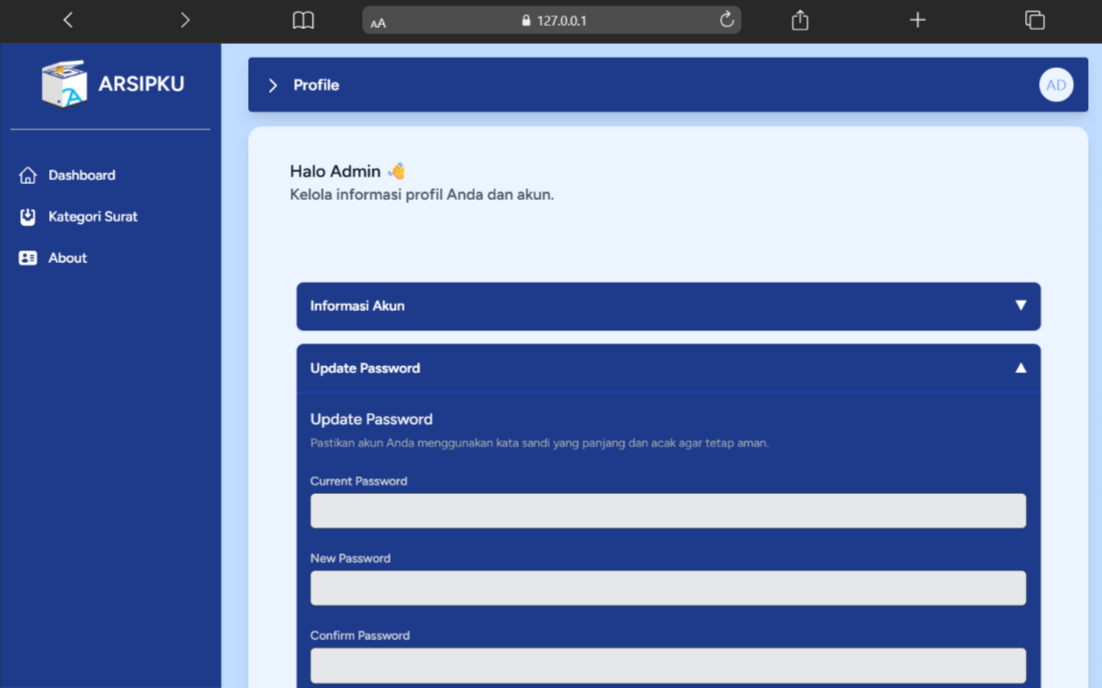 AA
127.0.0.1
ARSIPKU
Dashboard
Kategori Surat
About
Profile
AD
Halo Admin 👋
Kelola informasi profil Anda dan akun.
Informasi Akun
Update Password
Update Password
Pastikan akun Anda menggunakan kata sandi yang panjang dan acak agar tetap aman.
Current Password
New Password
Confirm Password